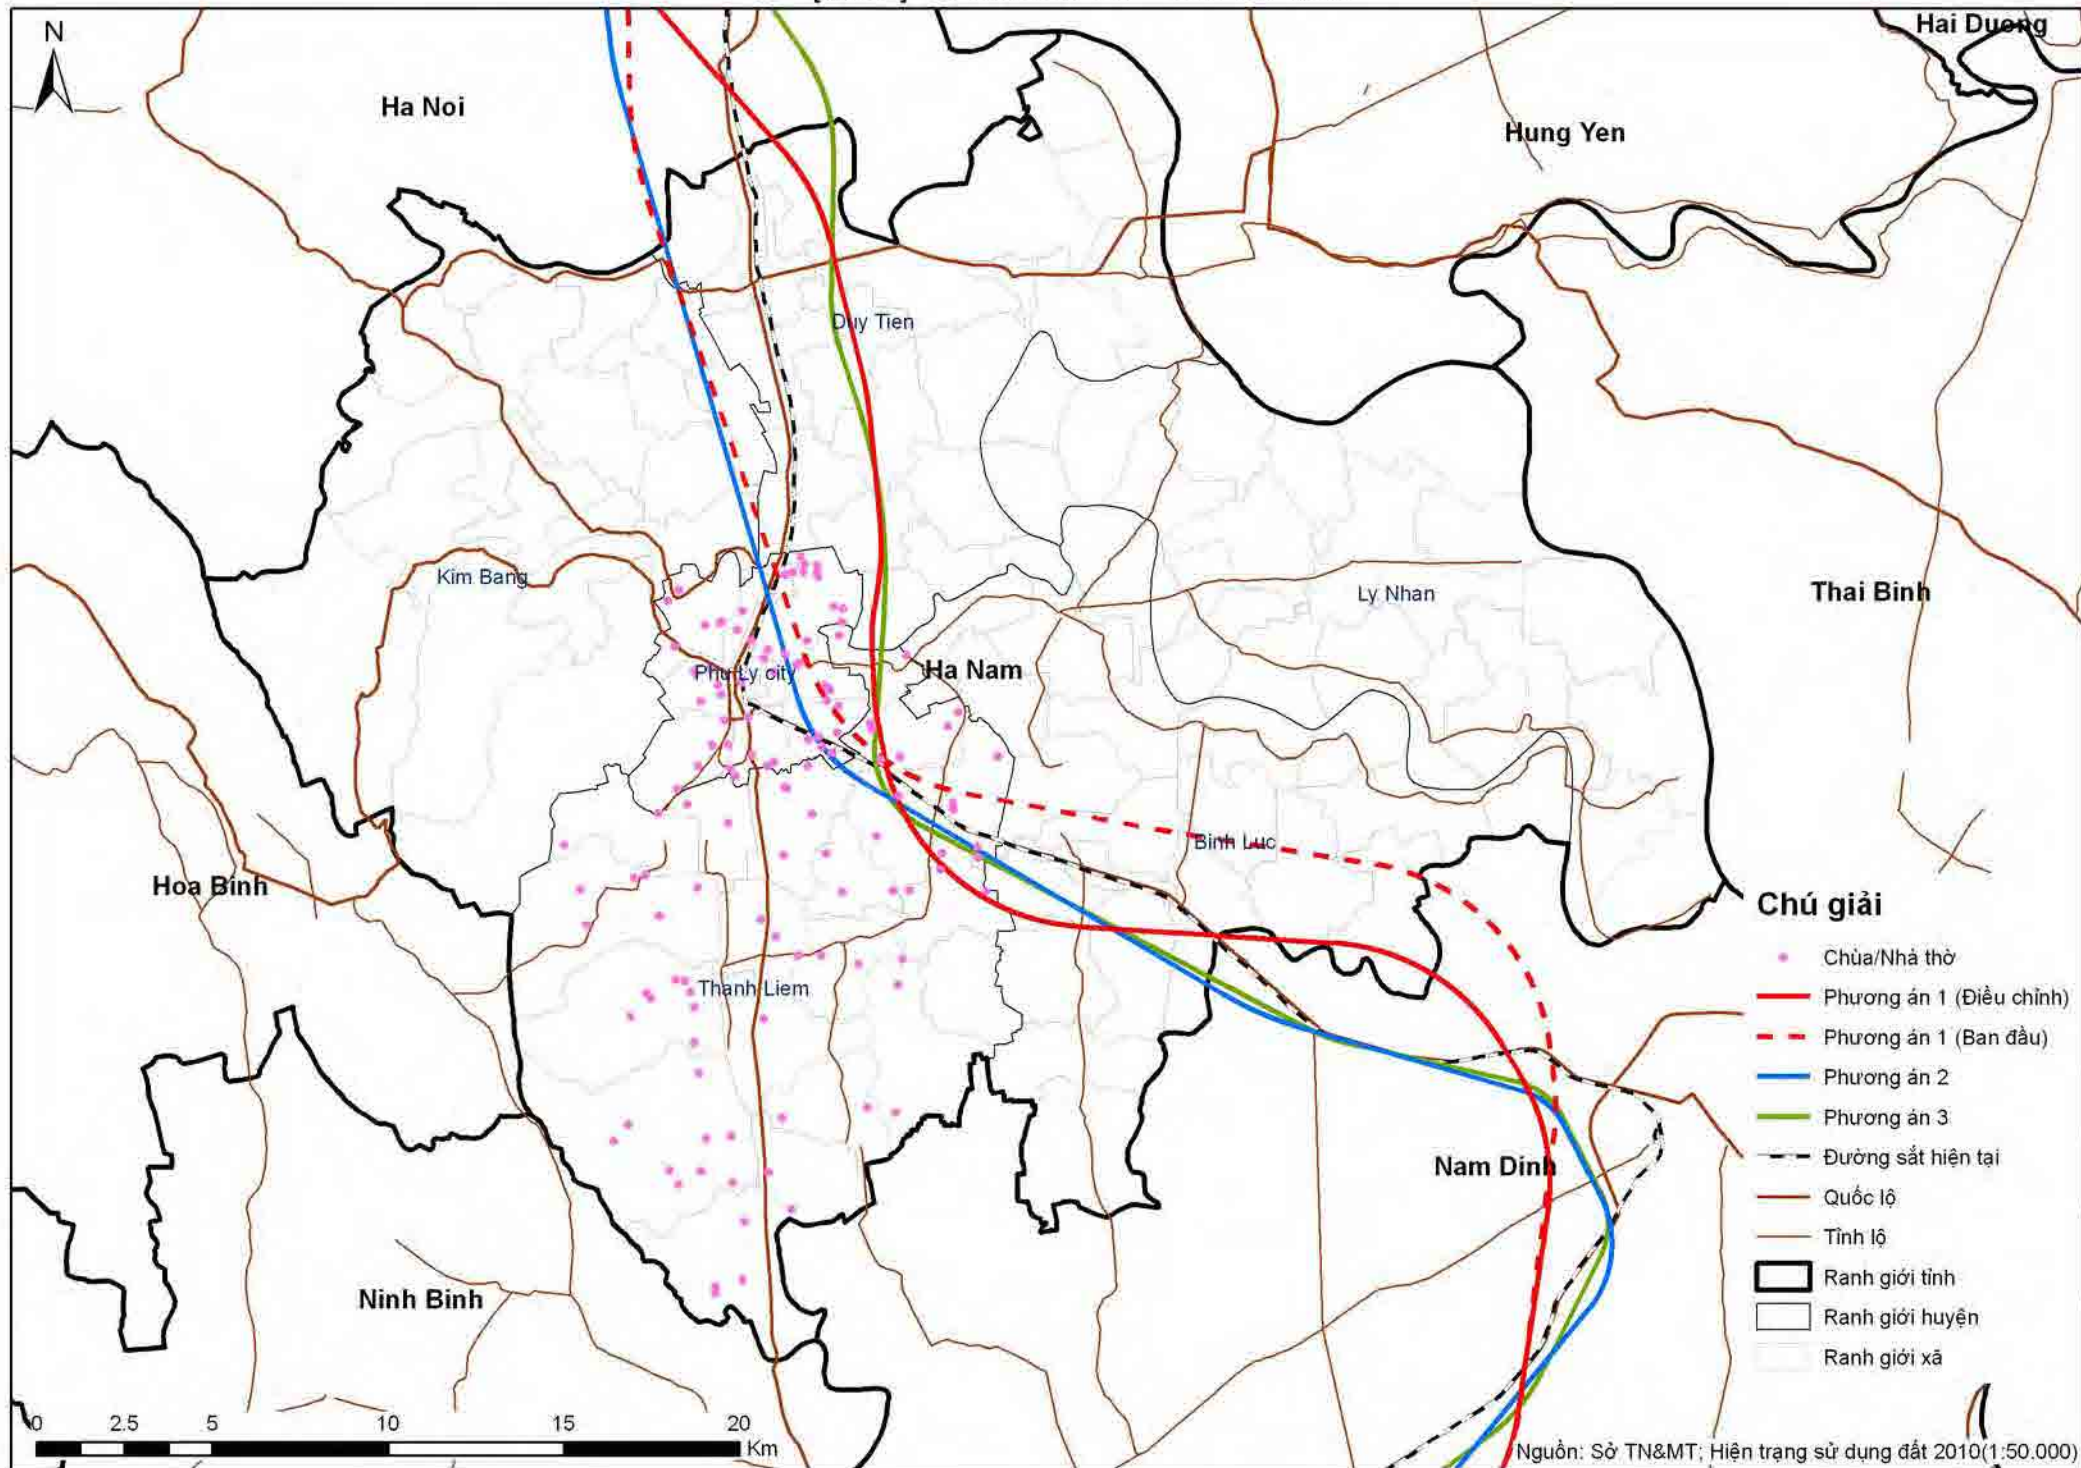 N
Hai Duong
Ha Noi
Hung Yen
Duy Tien
Kim Bang
Ly Nhan
Thai Binh
Phu Ly city
Ha Nam
Binh Luc
Hoa Binh
Thanh Liem
Nam Dinh
Ninh Binh
Chú giải
Chùa/Nhà thờ
Phương án 1 (Điều chỉnh)
Phương án 1 (Ban đầu)
Phương án 2
Phương án 3
Đường sắt hiện tại
Quốc lộ
Tỉnh lộ
Ranh giới tỉnh
Ranh giới huyện
Ranh giới xã
0 2.5 5 10 15 20
Km
Nguồn: Sở TN&MT; Hiện trạng sử dụng đất 2010(1:50.000)